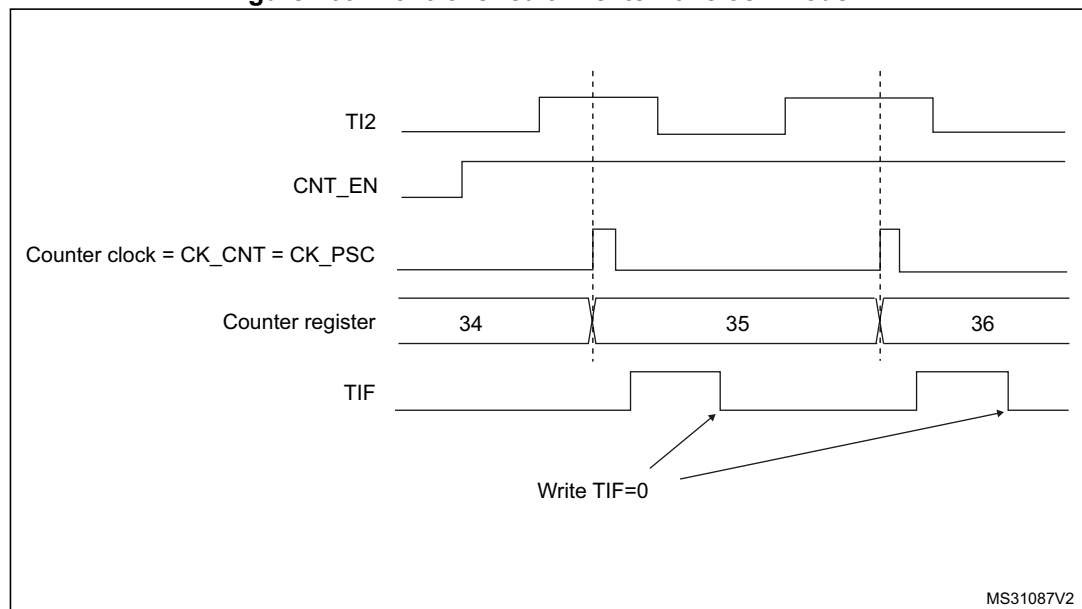 TI2
CNT_EN
Counter clock = CK_CNT = CK_PSC
Counter register
34
35
36
TIF
Write TIF=0
MS31087V2